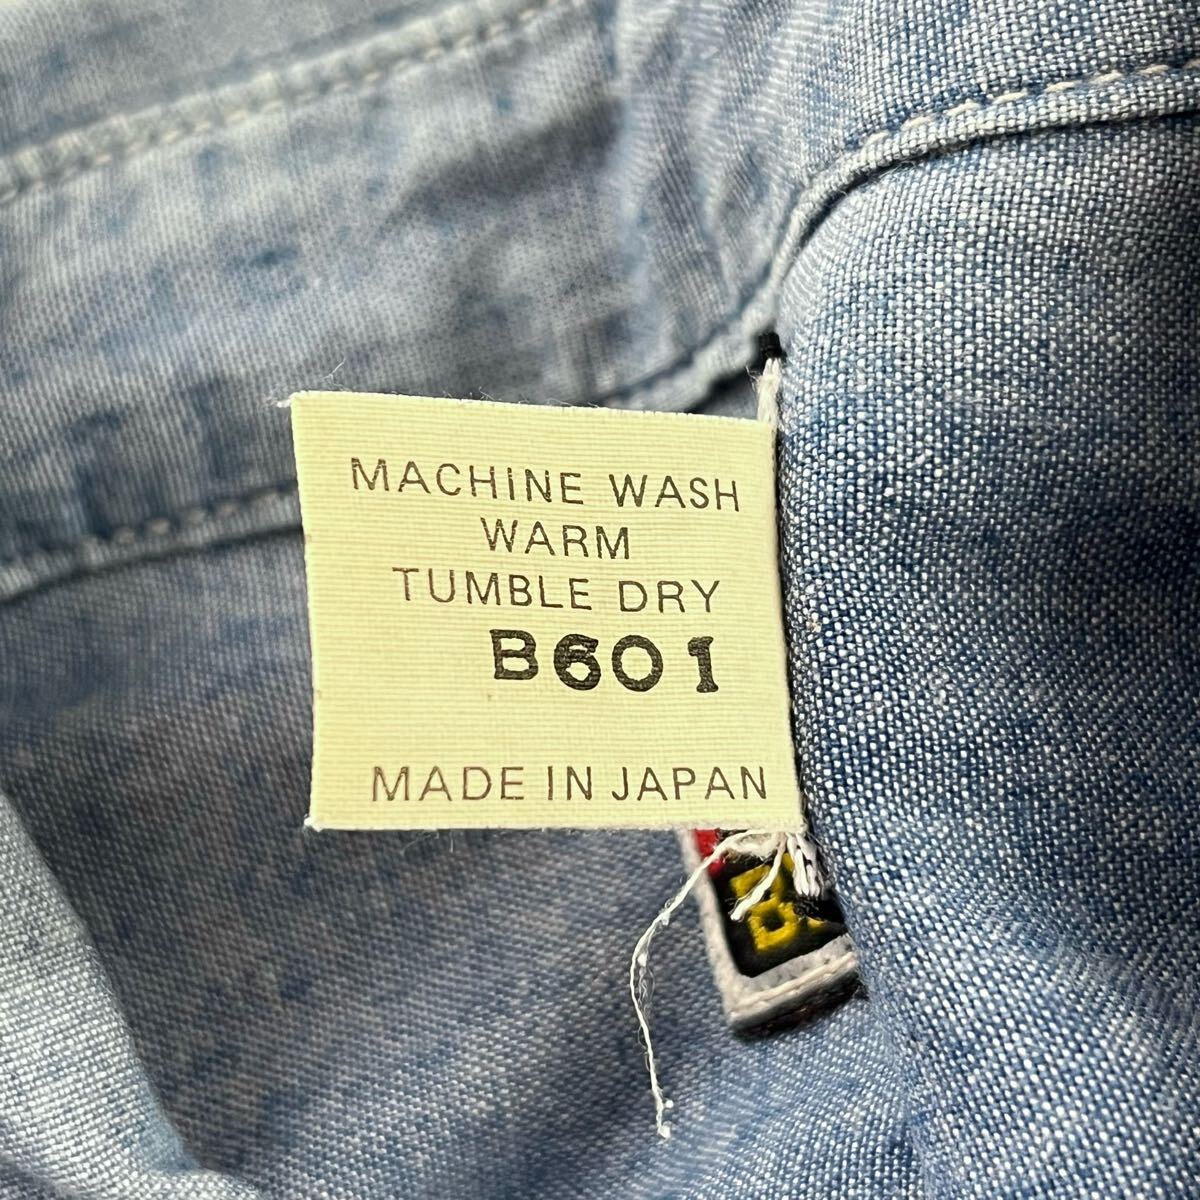 MACHINE WASH
WARM
TUMBLE DRY
B601
MADE IN JAPAN